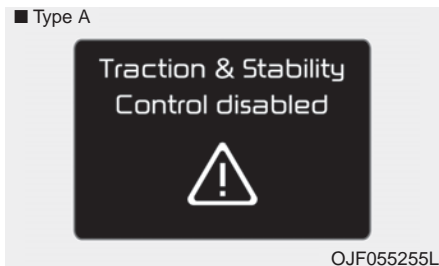 ■ Type A
Traction & Stability
Control disabled
OJF055255L